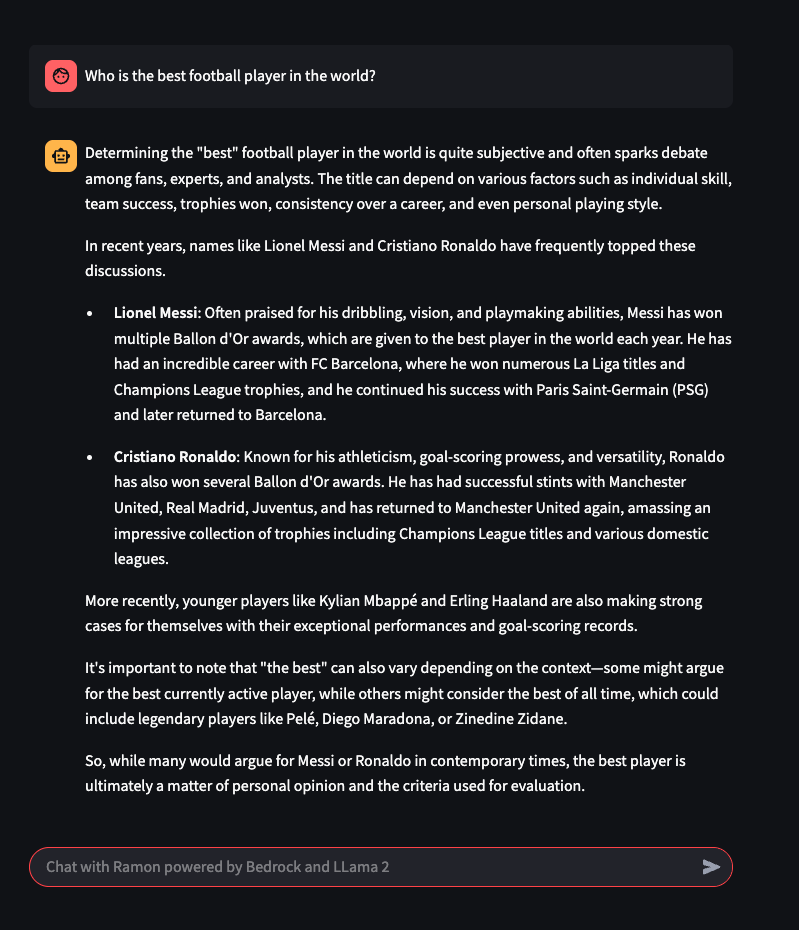 Who is the best football player in the world?
Determining the "best" football player in the world is quite subjective and often sparks debate
among fans, experts, and analysts. The title can depend on various factors such as individual skill,
team success, trophies won, consistency over a career, and even personal playing style.
In recent years, names like Lionel Messi and Cristiano Ronaldo have frequently topped these
discussions.
• Lionel Messi: Often praised for his dribbling, vision, and playmaking abilities, Messi has won
multiple Ballon d'Or awards, which are given to the best player in the world each year. He has
had an incredible career with FC Barcelona, where he won numerous La Liga titles and
Champions League trophies, and he continued his success with Paris Saint-Germain (PSG)
and later returned to Barcelona.
• Cristiano Ronaldo: Known for his athleticism, goal-scoring prowess, and versatility, Ronaldo
has also won several Ballon d'Or awards. He has had successful stints with Manchester
United, Real Madrid, Juventus, and has returned to Manchester United again, amassing an
impressive collection of trophies including Champions League titles and various domestic
leagues.
More recently, younger players like Kylian Mbappé and Erling Haaland are also making strong
cases for themselves with their exceptional performances and goal-scoring records.
It's important to note that "the best" can also vary depending on the context—some might argue
for the best currently active player, while others might consider the best of all time, which could
include legendary players like Pelé, Diego Maradona, or Zinedine Zidane.
So, while many would argue for Messi or Ronaldo in contemporary times, the best player is
ultimately a matter of personal opinion and the criteria used for evaluation.
Chat with Ramon powered by Bedrock and LLama 2